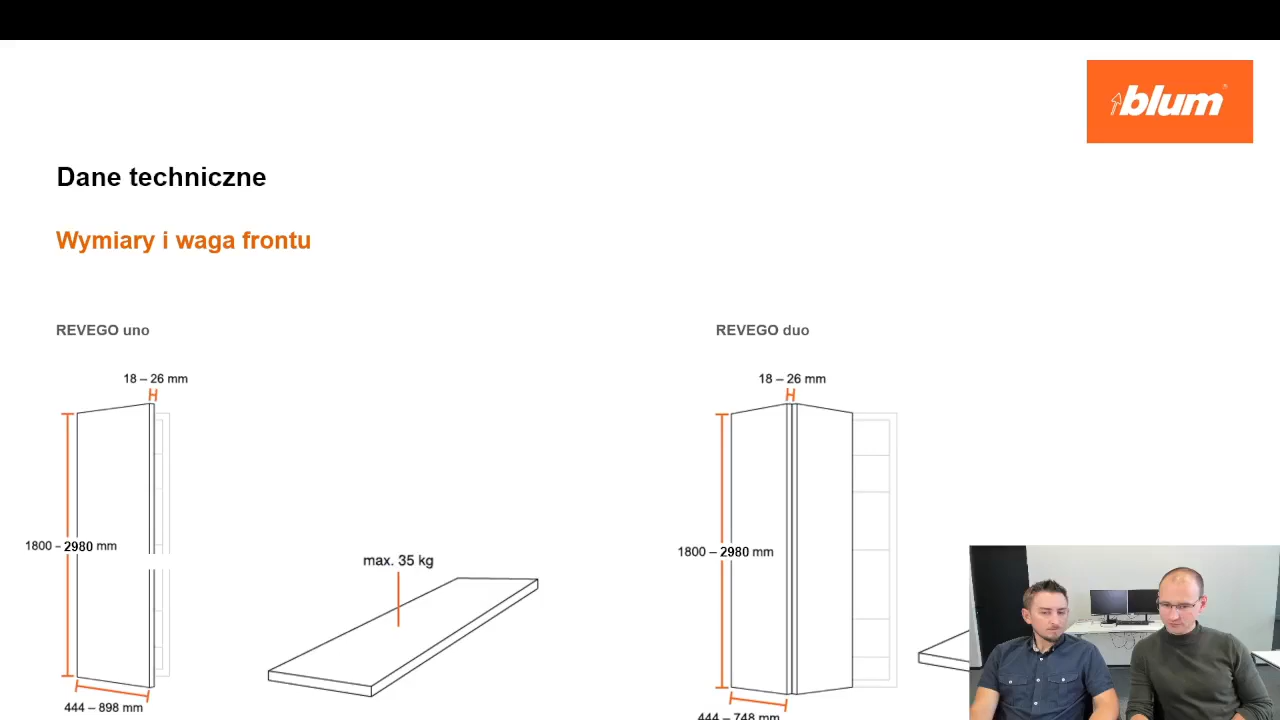 blum
Dane techniczne
Wymiary i waga frontu
REVEGO uno
REVEGO duo
18 – 26 mm
18 – 26 mm
1800 – 2980 mm
max. 35 kg
1800 – 2980 mm
444 – 898 mm
444 – 748 mm